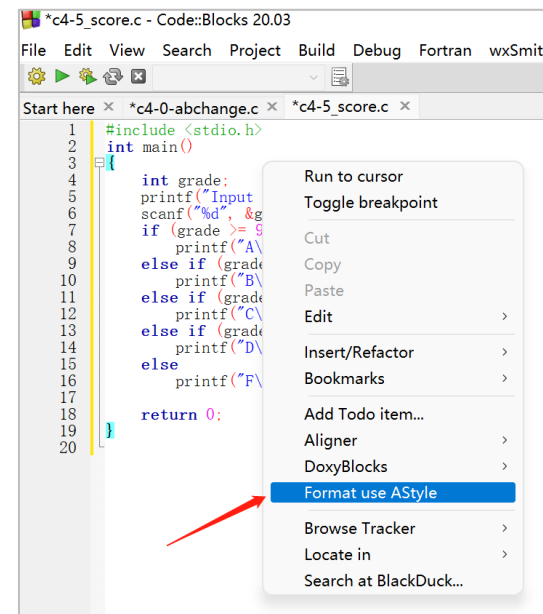 *c4-5_score.c - Code::Blocks 20.03
File Edit View Search Project Build Debug Fortran wxSmit
Start here × *c4-0-abchange.c × *c4-5_score.c ×
1 #include <stdio.h>
2 int main()
3 {
4 int grade;
5 printf("Input
6 scanf("%d", &g
7 if (grade >= 9
8 printf("A\
9 else if (grade
10 printf("B\
11 else if (grade
12 printf("C\
13 else if (grade
14 printf("D\
15 else
16 printf("F\
17
18 return 0;
19 }
20
Run to cursor
Toggle breakpoint
Cut
Copy
Paste
Edit
Insert/Refactor
Bookmarks
Add Todo item...
Aligner
DoxyBlocks
Format use AStyle
Browse Tracker
Locate in
Search at BlackDuck...